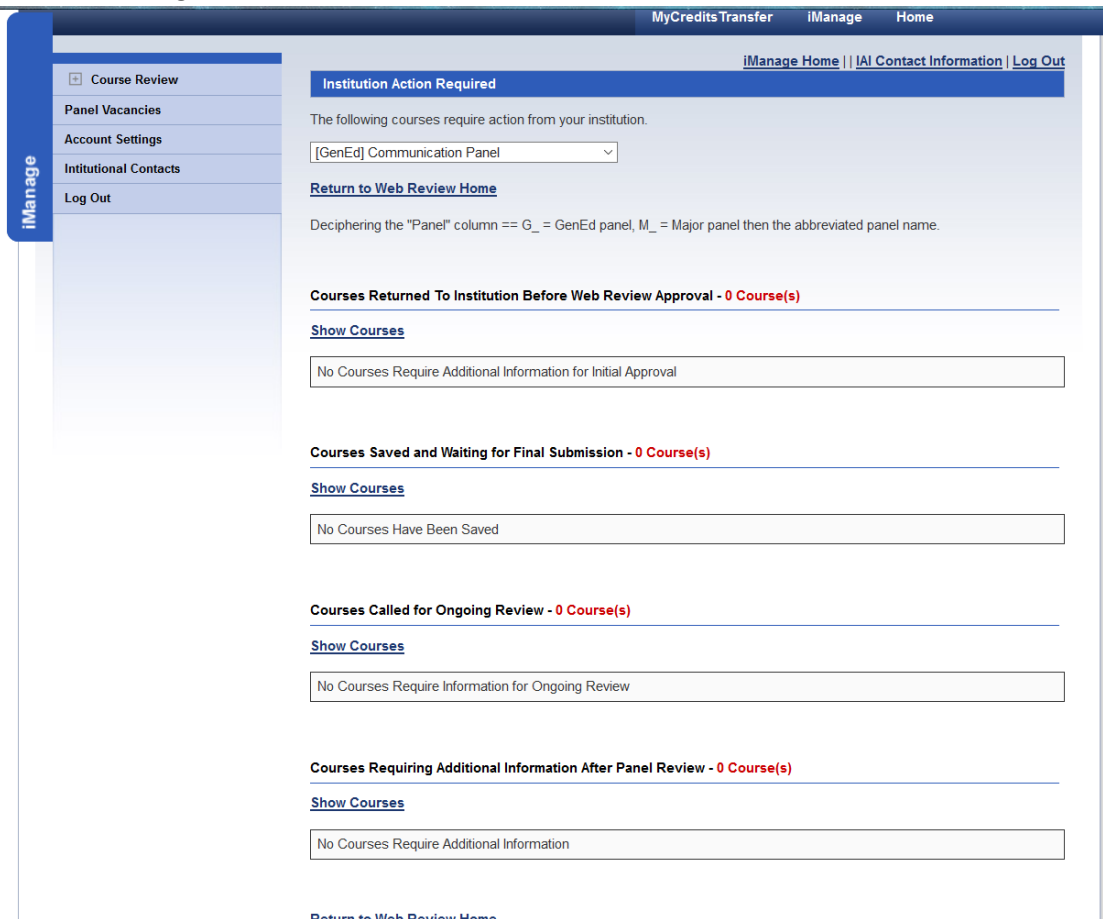 MyCreditsTransfer iManage Home
iManage
Course Review
Panel Vacancies
Account Settings
Intitutional Contacts
Log Out
iManage Home | | IAI Contact Information | Log Out
Institution Action Required
The following courses require action from your institution.
[GenEd] Communication Panel
Return to Web Review Home
Deciphering the "Panel" column == G_ = GenEd panel, M_ = Major panel then the abbreviated panel name.
Courses Returned To Institution Before Web Review Approval - 0 Course(s)
Show Courses
No Courses Require Additional Information for Initial Approval
Courses Saved and Waiting for Final Submission - 0 Course(s)
Show Courses
No Courses Have Been Saved
Courses Called for Ongoing Review - 0 Course(s)
Show Courses
No Courses Require Information for Ongoing Review
Courses Requiring Additional Information After Panel Review - 0 Course(s)
Show Courses
No Courses Require Additional Information
Return to Web Review Home